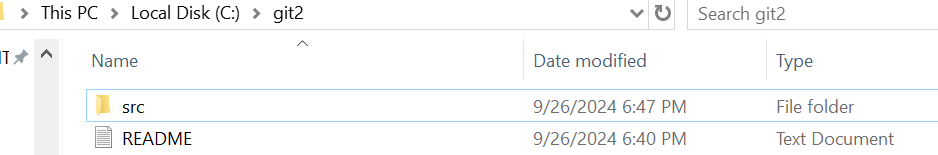 This PC > Local Disk (C:) > git2 Search git2
IT
Name Date modified Type
src 9/26/2024 6:47 PM File folder
README 9/26/2024 6:40 PM Text Document